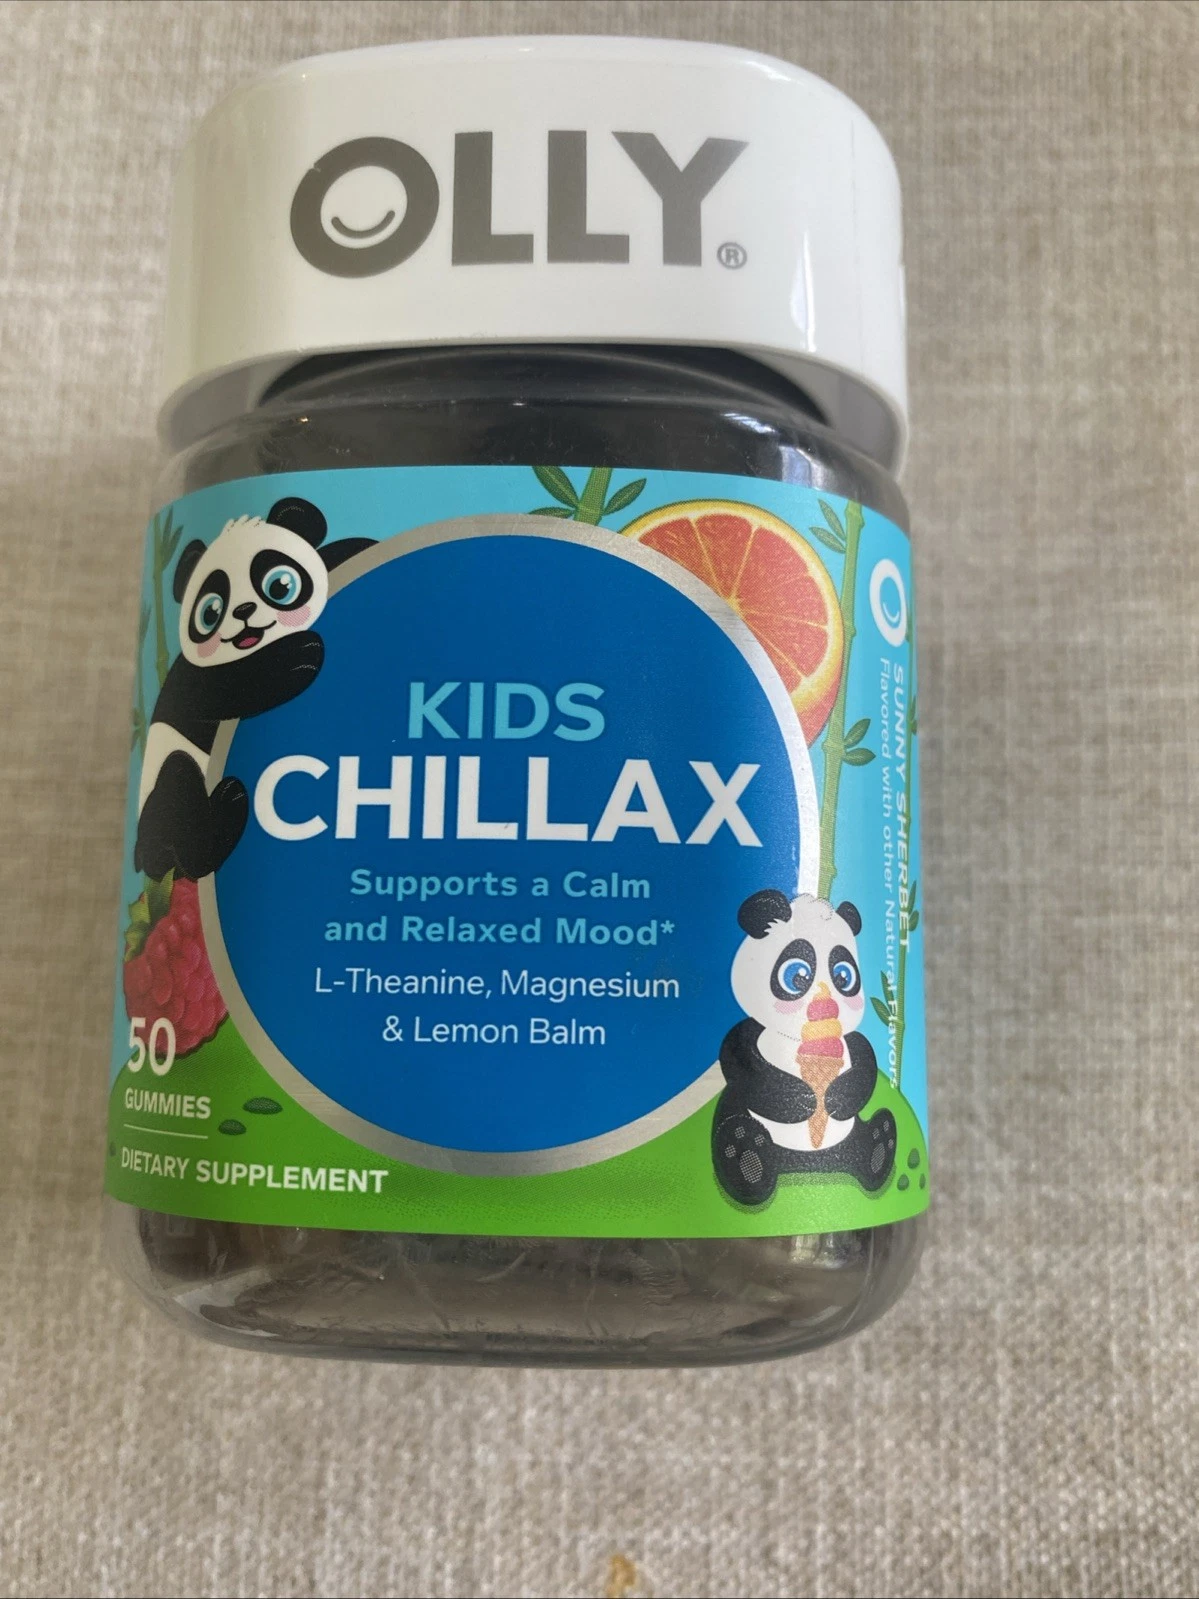 OLLY®
KIDS
CHILLAX
Supports a Calm
and Relaxed Mood*
L-Theanine, Magnesium
& Lemon Balm
50
GUMMIES
DIETARY SUPPLEMENT
SUNNY SHERBET
Flavored with other Natural Flavors